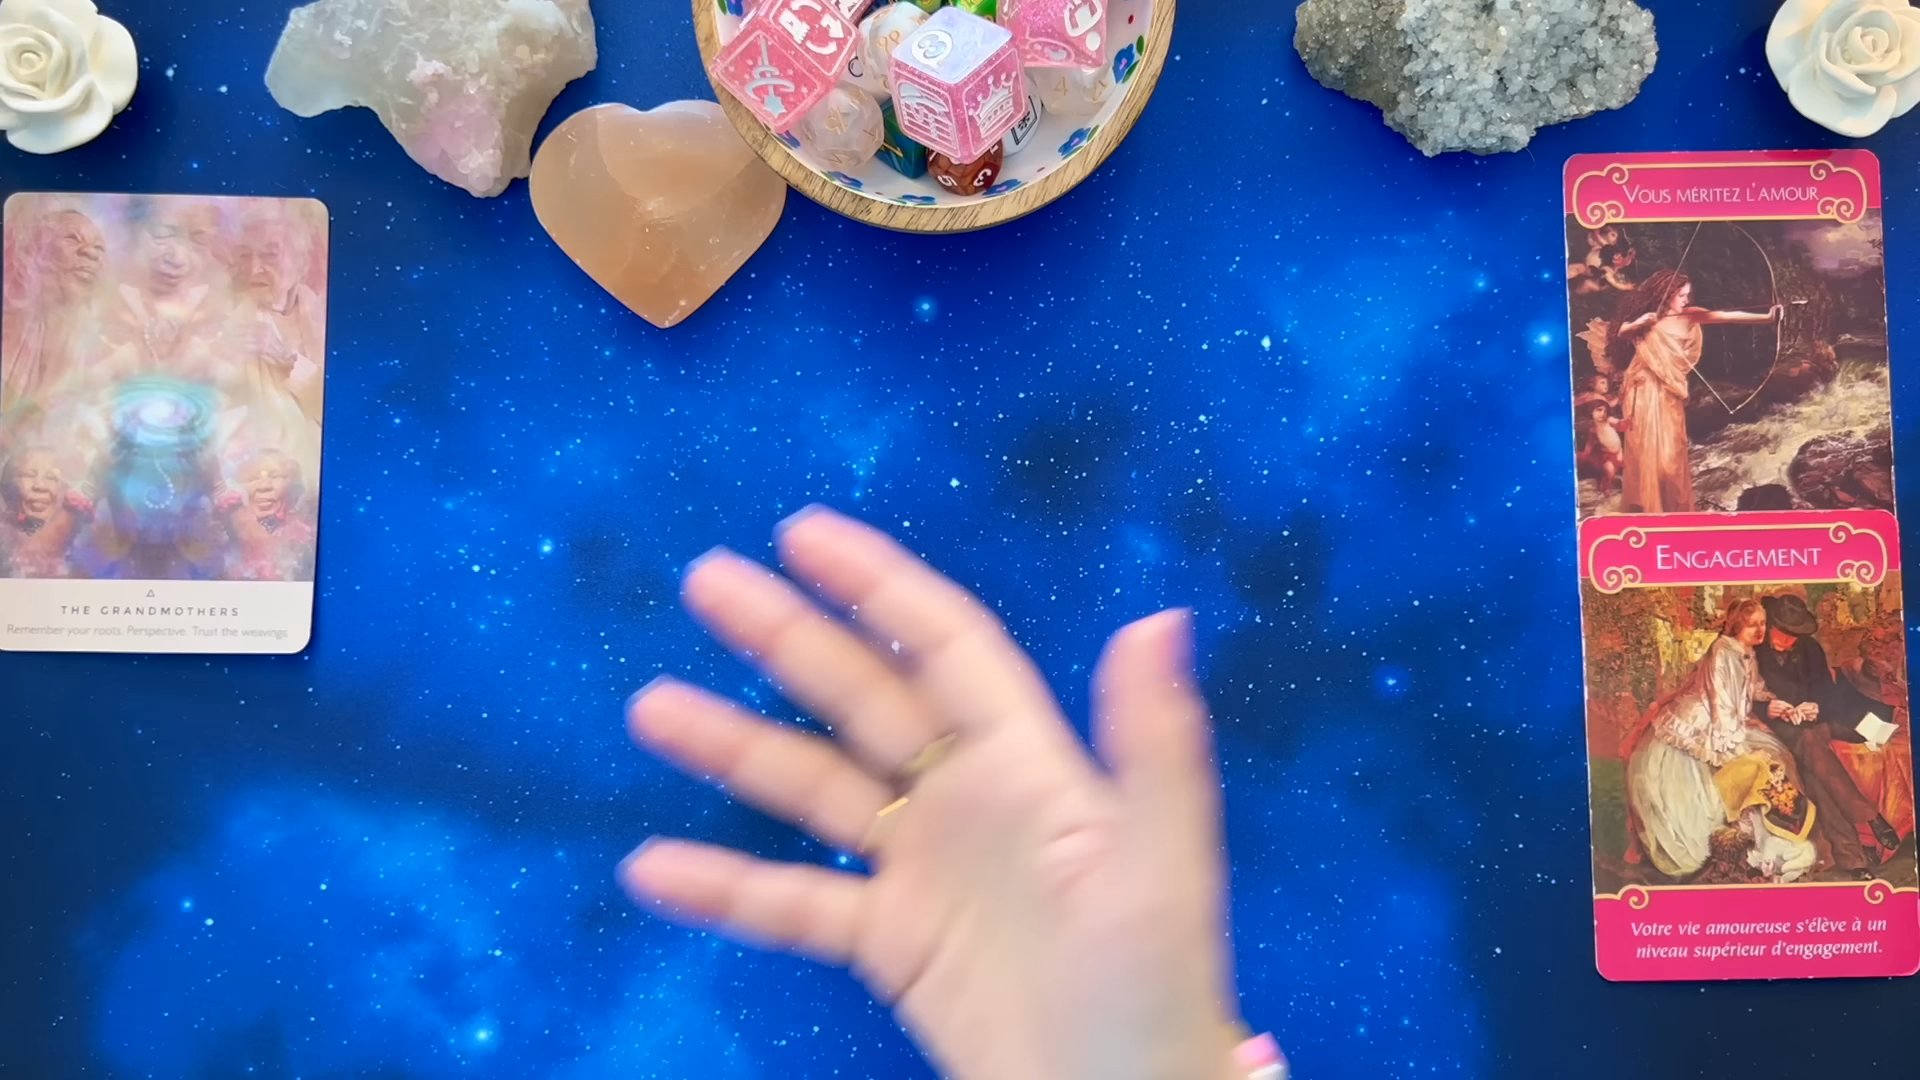 THE GRANDMOTHERS
Remember your roots. Perspective. Trust the weavings.
VOUS MÉRITEZ L'AMOUR
ENGAGEMENT
Votre vie amoureuse s'élève à un
niveau supérieur d'engagement.